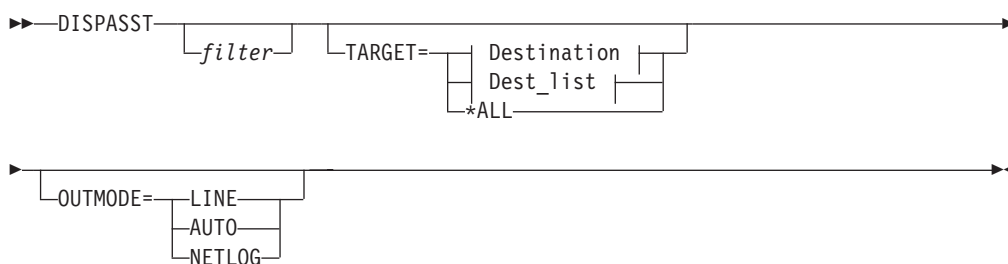 DISPASST
filter
TARGET= Destination
Dest_list
*ALL
OUTMODE= LINE
AUTO
NETLOG